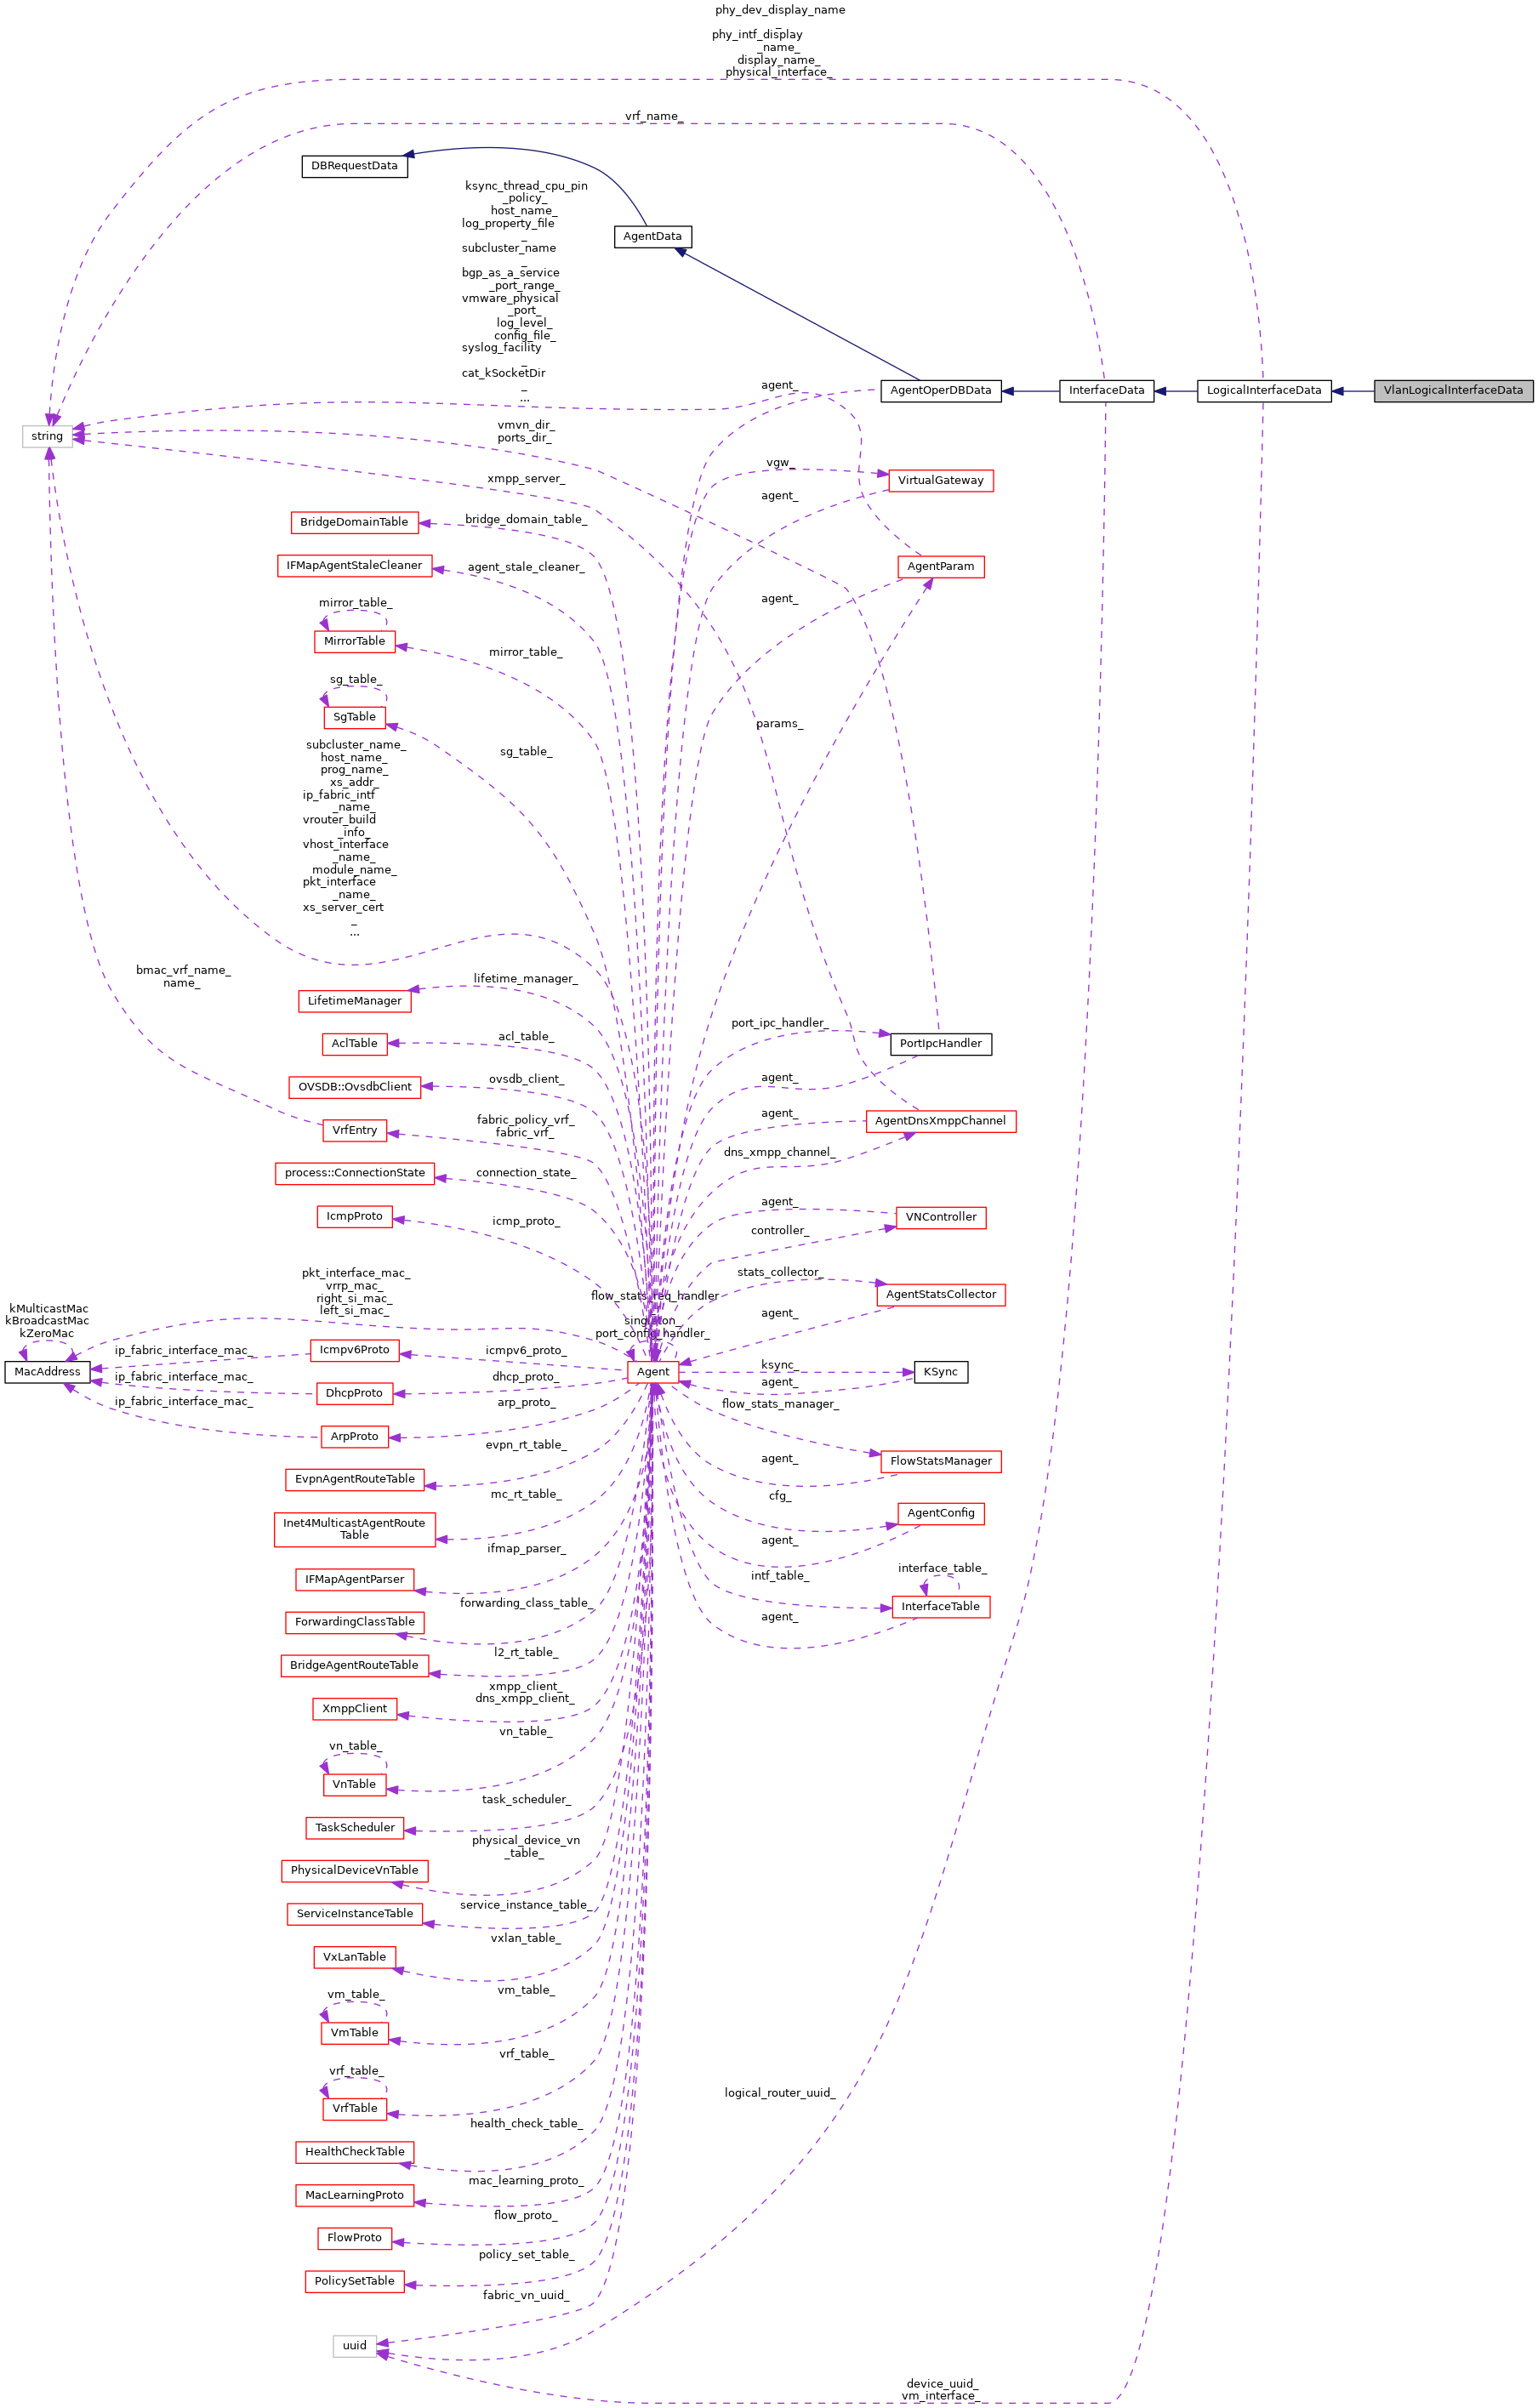 phy_dev_display_name
_
phy_intf_display
_name_
display_name_
physical_interface_
vrf_name_
DBRequestData
ksync_thread_cpu_pin
_policy_
host_name_
log_property_file
_
subcluster_name
_
bgp_as_a_service
_port_range_
vmware_physical
_port_
log_level_
config_file_
syslog_facility
_
cat_kSocketDir
_
...
AgentData
agent_
AgentOperDBData
InterfaceData
LogicalInterfaceData
VlanLogicalInterfaceData
string
vmvn_dir_
ports_dir_
xmpp_server_
vgw_
VirtualGateway
agent_
BridgeDomainTable
bridge_domain_table_
IFMapAgentStaleCleaner
agent_stale_cleaner_
AgentParam
agent_
mirror_table_
MirrorTable
mirror_table_
sg_table_
SgTable
sg_table_
params_
subcluster_name_
host_name_
prog_name_
xs_addr_
ip_fabric_intf
_name_
vrouter_build
_info_
vhost_interface
_name_
module_name_
pkt_interface
_name_
xs_server_cert
_
...
bmac_vrf_name_
name_
LifetimeManager
lifetime_manager_
AclTable
acl_table_
port_ipc_handler_
PortIpcHandler
OVSDB::OvsdbClient
ovsdb_client_
agent_
VrfEntry
fabric_policy_vrf_
fabric_vrf_
agent_
AgentDnsXmppChannel
dns_xmpp_channel_
process::ConnectionState
connection_state_
IcmpProto
icmp_proto_
agent_
VNController
controller_
pkt_interface_mac_
vrrp_mac_
right_si_mac_
left_si_mac_
stats_collector_
AgentStatsCollector
flow_stats_req_handler
_
singleton_
port_config_handler_
agent_
kMulticastMac
kBroadcastMac
kZeroMac
MacAddress
ip_fabric_interface_mac_
Icmpv6Proto
icmpv6_proto_
Agent
ksync_
KSync
agent_
ip_fabric_interface_mac_
DhcpProto
dhcp_proto_
ip_fabric_interface_mac_
ArpProto
arp_proto_
flow_stats_manager_
FlowStatsManager
agent_
EvpnAgentRouteTable
evpn_rt_table_
Inet4MulticastAgentRoute
Table
mc_rt_table_
cfg_
AgentConfig
agent_
IFMapAgentParser
ifmap_parser_
intf_table_
interface_table_
InterfaceTable
agent_
ForwardingClassTable
forwarding_class_table_
BridgeAgentRouteTable
l2_rt_table_
XmppClient
xmpp_client_
dns_xmpp_client_
vn_table_
VnTable
vn_table_
TaskScheduler
task_scheduler_
PhysicalDeviceVnTable
physical_device_vn
_table_
ServiceInstanceTable
service_instance_table_
VxLanTable
vxlan_table_
vm_table_
VmTable
vm_table_
vrf_table_
VrfTable
vrf_table_
logical_router_uuid_
HealthCheckTable
health_check_table_
MacLearningProto
mac_learning_proto_
FlowProto
flow_proto_
PolicySetTable
policy_set_table_
uuid
fabric_vn_uuid_
device_uuid_
vm_interface_